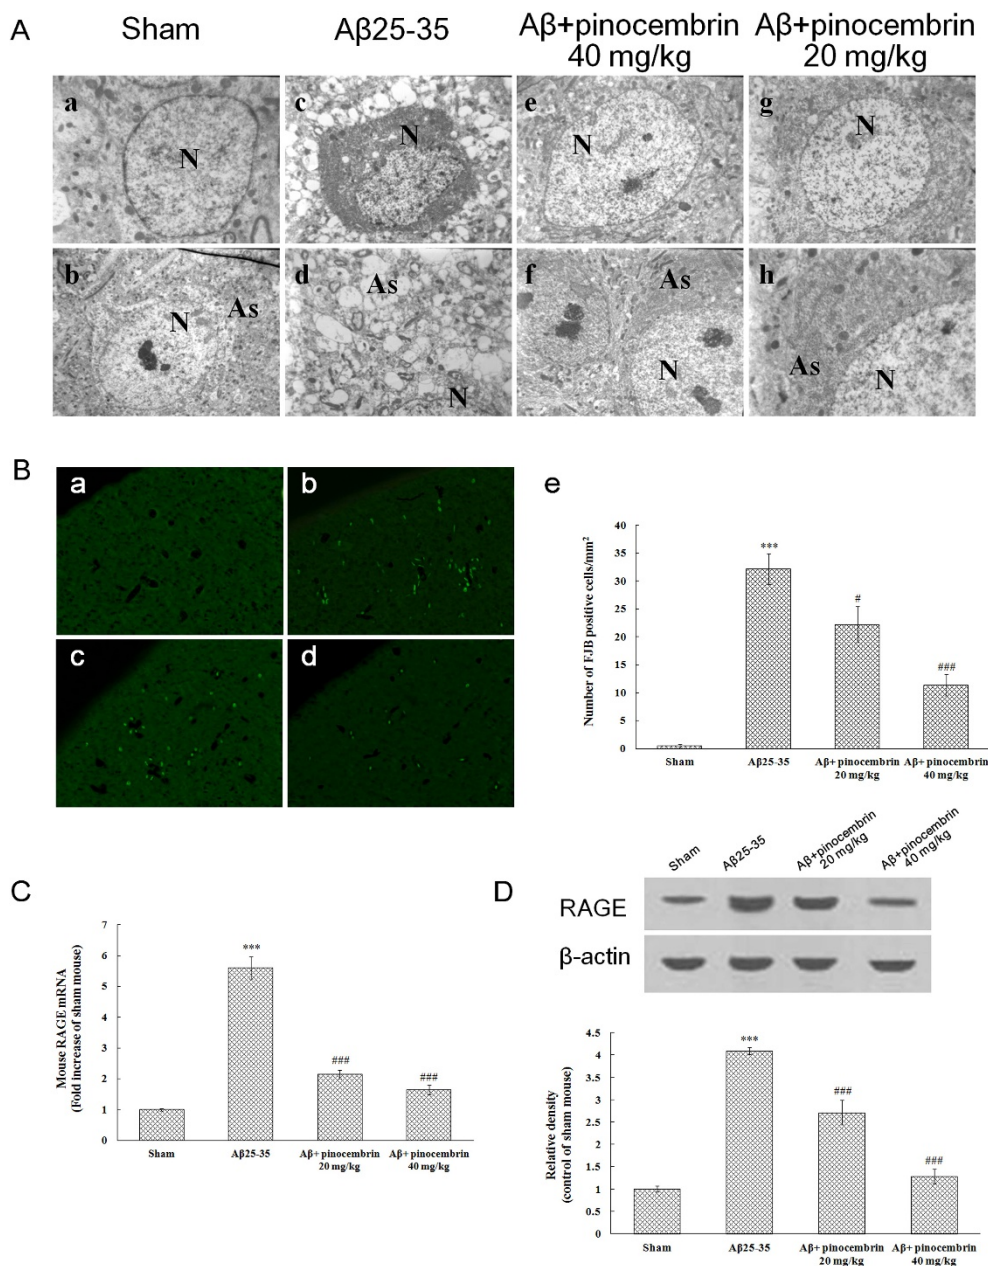 A
Sham
Aβ25-35
Aβ+pinocembrin
40 mg/kg
Aβ+pinocembrin
20 mg/kg
a
N
c
N
e
N
g
N
b
N
As
d
As
N
f
As
N
h
As
N
B
a
b
c
d
e
Number of FJB positive cells/mm²
40
35
30
25
20
15
10
5
0
***
#
###
Sham
Aβ25-35
Aβ+ pinocembrin
20 mg/kg
Aβ+ pinocembrin
40 mg/kg
C
Mouse RAGE mRNA
(Fold increase of sham mouse)
7
6
5
4
3
2
1
0
***
###
###
Sham
Aβ25-35
Aβ+ pinocembrin
20 mg/kg
Aβ+ pinocembrin
40 mg/kg
D
Sham
Aβ25-35
Aβ+pinocembrin
20 mg/kg
Aβ+pinocembrin
40 mg/kg
RAGE
β-actin
Relative density
(control of sham mouse)
4.5
4
3.5
3
2.5
2
1.5
1
0.5
0
***
###
###
Sham
Aβ25-35
Aβ+ pinocembrin
20 mg/kg
Aβ+ pinocembrin
40 mg/kg